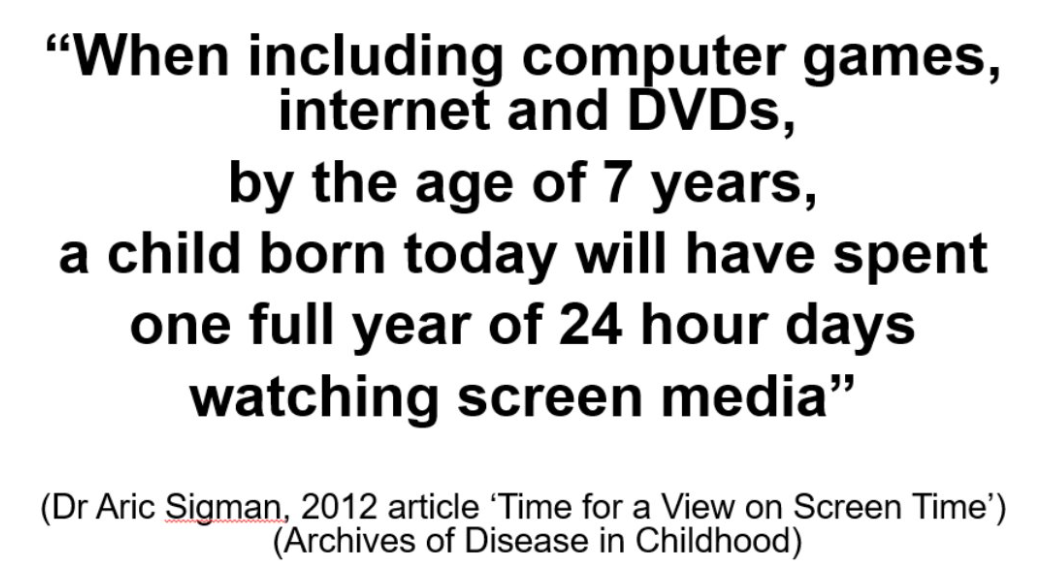 “When including computer games,
internet and DVDs,
by the age of 7 years,
a child born today will have spent
one full year of 24 hour days
watching screen media”
(Dr Aric Sigman, 2012 article ‘Time for a View on Screen Time’)
(Archives of Disease in Childhood)